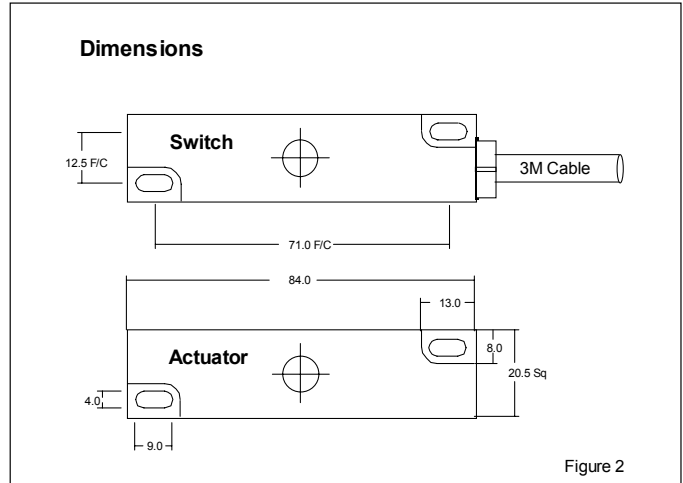 Dimensions
Switch
12.5 F/C
3M Cable
71.0 F/C
84.0
13.0
Actuator
8.0
20.5 Sq
4.0
9.0
Figure 2